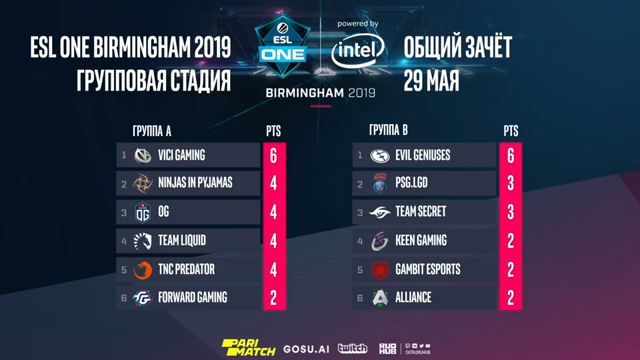 ESL ONE BIRMINGHAM 2019
ГРУППОВАЯ СТАДИЯ
ESL
ONE
powered by
intel
BIRMINGHAM 2019
ОБЩИЙ ЗАЧЁТ
29 МАЯ
ГРУППА A PTS
1 VICI GAMING 6
2 NINJAS IN PYJAMAS 4
3 OG OG 4
4 TEAM LIQUID 4
5 TNC PREDATOR 4
6 FORWARD GAMING 2
ГРУППА B PTS
1 EVIL GENIUSES 6
2 PSG.LGD 3
3 TEAM SECRET 3
4 KEEN GAMING 2
5 GAMBIT ESPORTS 2
6 ALLIANCE 2
PARI MATCH
GOSU.AI
twitch
RUHUB
DOTA2RUHUB